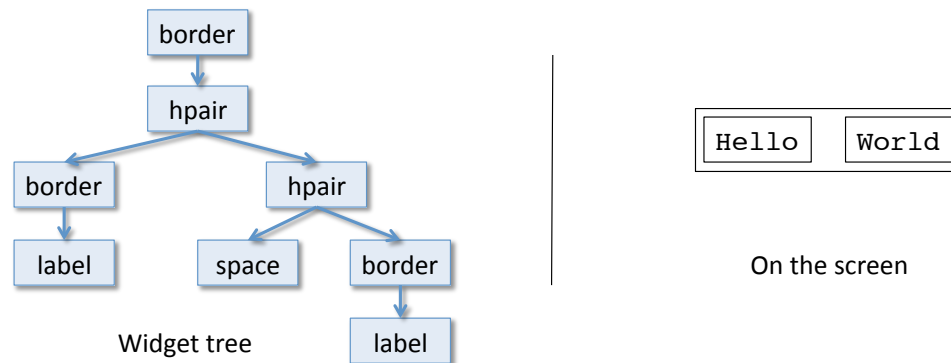 border
hpair
border
hpair
label
space
border
label
Widget tree
Hello
World
On the screen